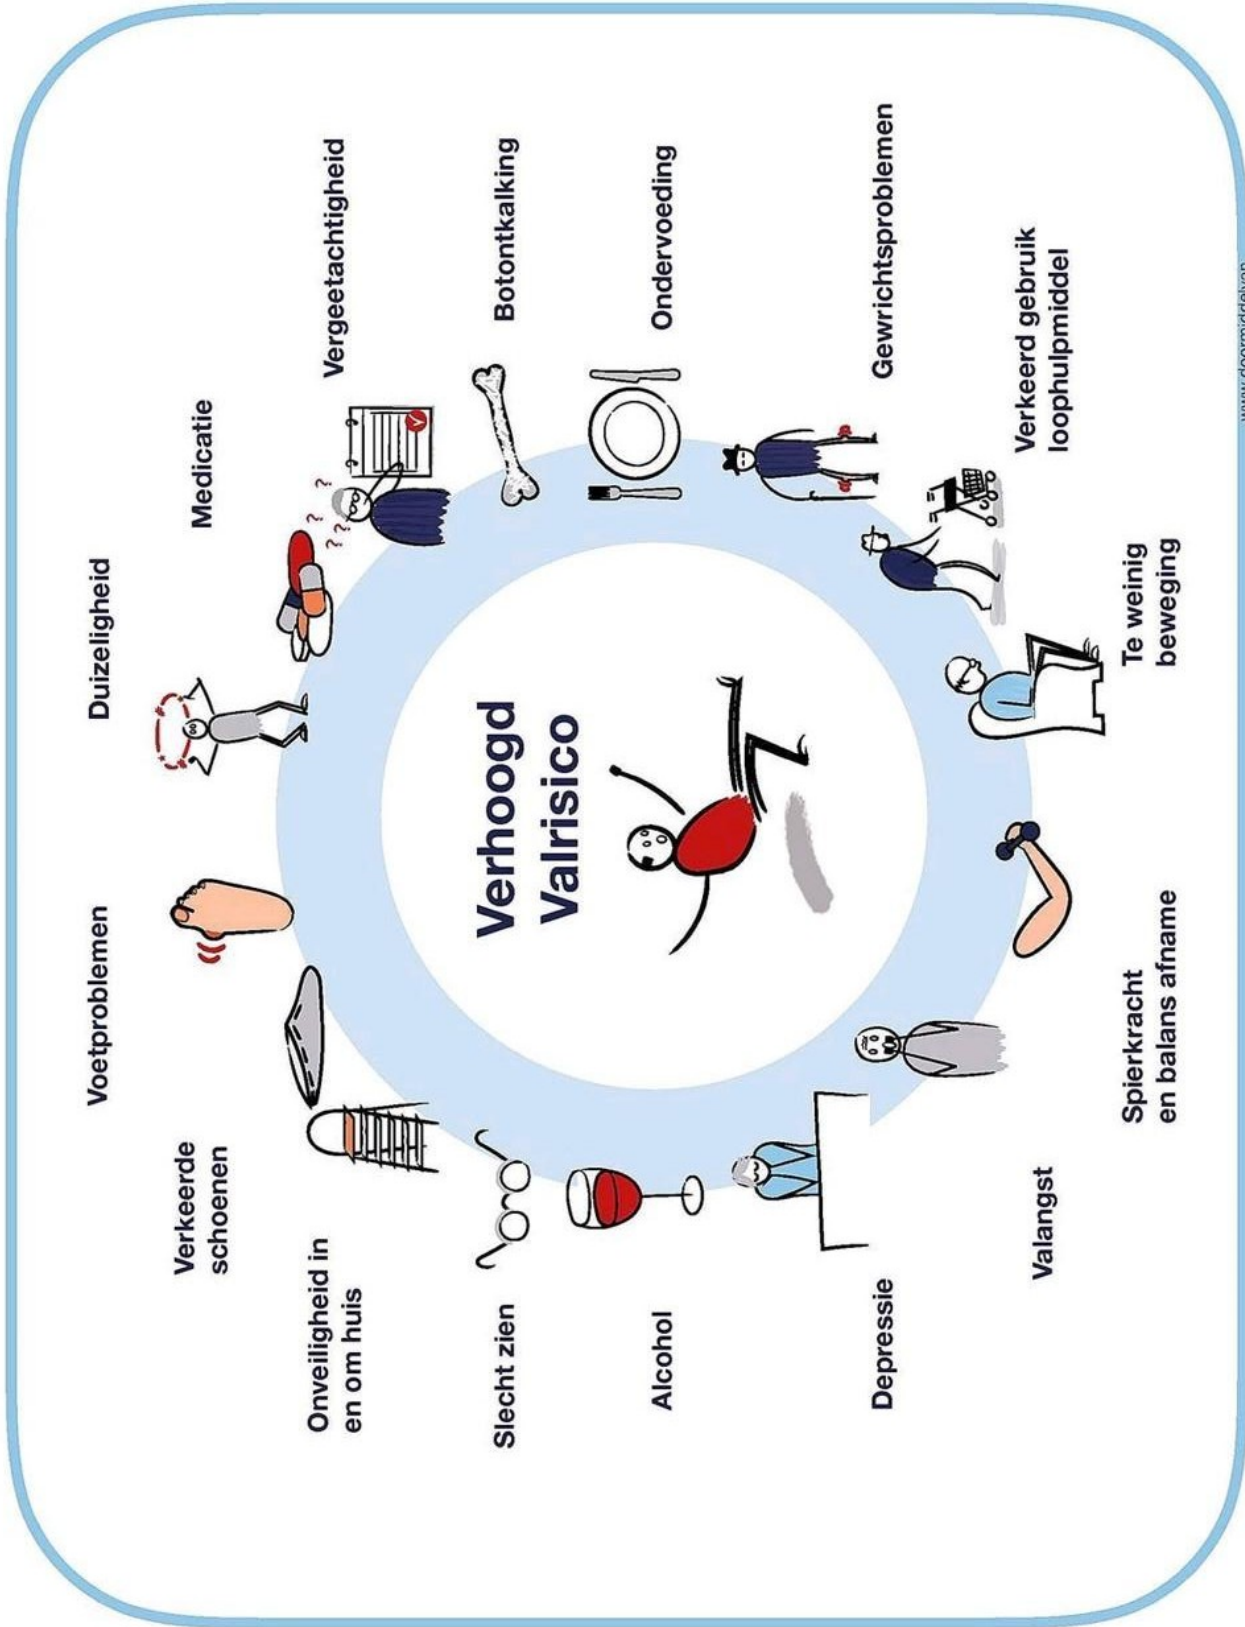 Verhoogd
Valrisico
Voetproblemen
Duizeligheid
Medicatie
Vergeetachtigheid
Botontkalking
Ondervoeding
Gewrichtsproblemen
Verkeerd gebruik
loophulpmiddel
Te weinig
beweging
Spierkracht
en balans afname
Valangst
Depressie
Alcohol
Slecht zien
Onveiligheid in
en om huis
Verkeerde
schoenen